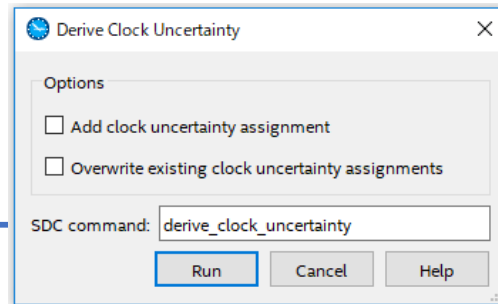 Derive Clock Uncertainty
Options
Add clock uncertainty assignment
Overwrite existing clock uncertainty assignments
SDC command: derive_clock_uncertainty
Run Cancel Help